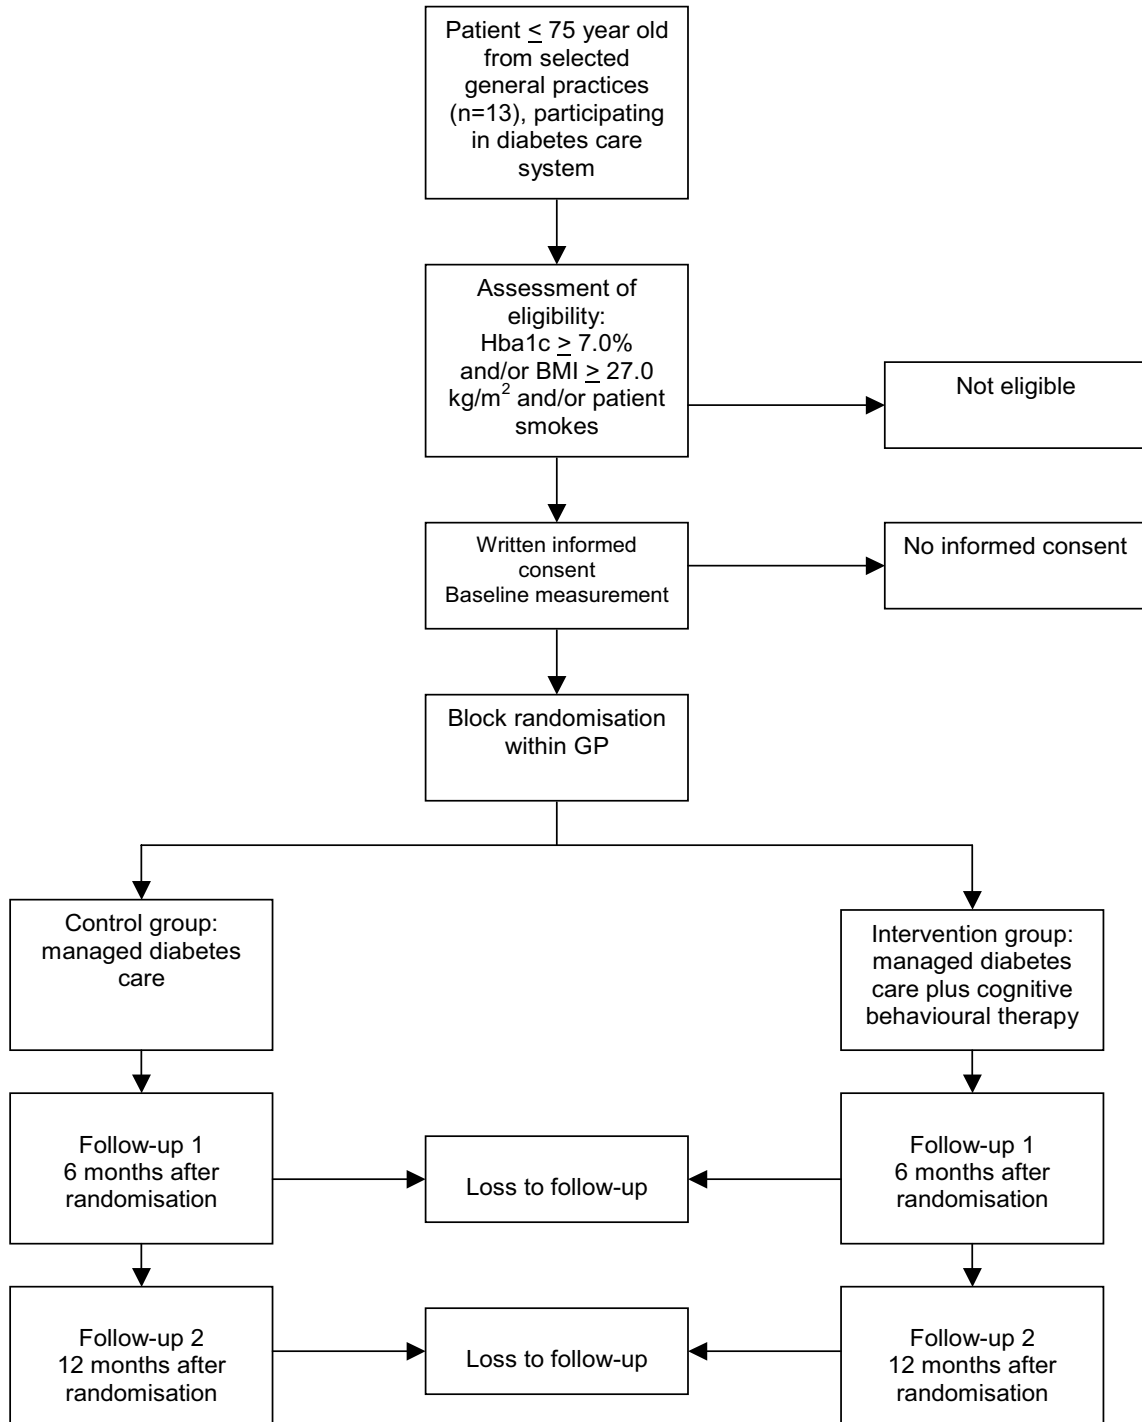 Patient ≤ 75 year old
from selected
general practices
(n=13), participating
in diabetes care
system
Assessment of
eligibility:
Hba1c ≥ 7.0%
and/or BMI ≥ 27.0
kg/m² and/or patient
smokes
Not eligible
Written informed
consent
Baseline measurement
No informed consent
Block randomisation
within GP
Control group:
managed diabetes
care
Intervention group:
managed diabetes
care plus cognitive
behavioural therapy
Follow-up 1
6 months after
randomisation
Loss to follow-up
Follow-up 1
6 months after
randomisation
Follow-up 2
12 months after
randomisation
Loss to follow-up
Follow-up 2
12 months after
randomisation